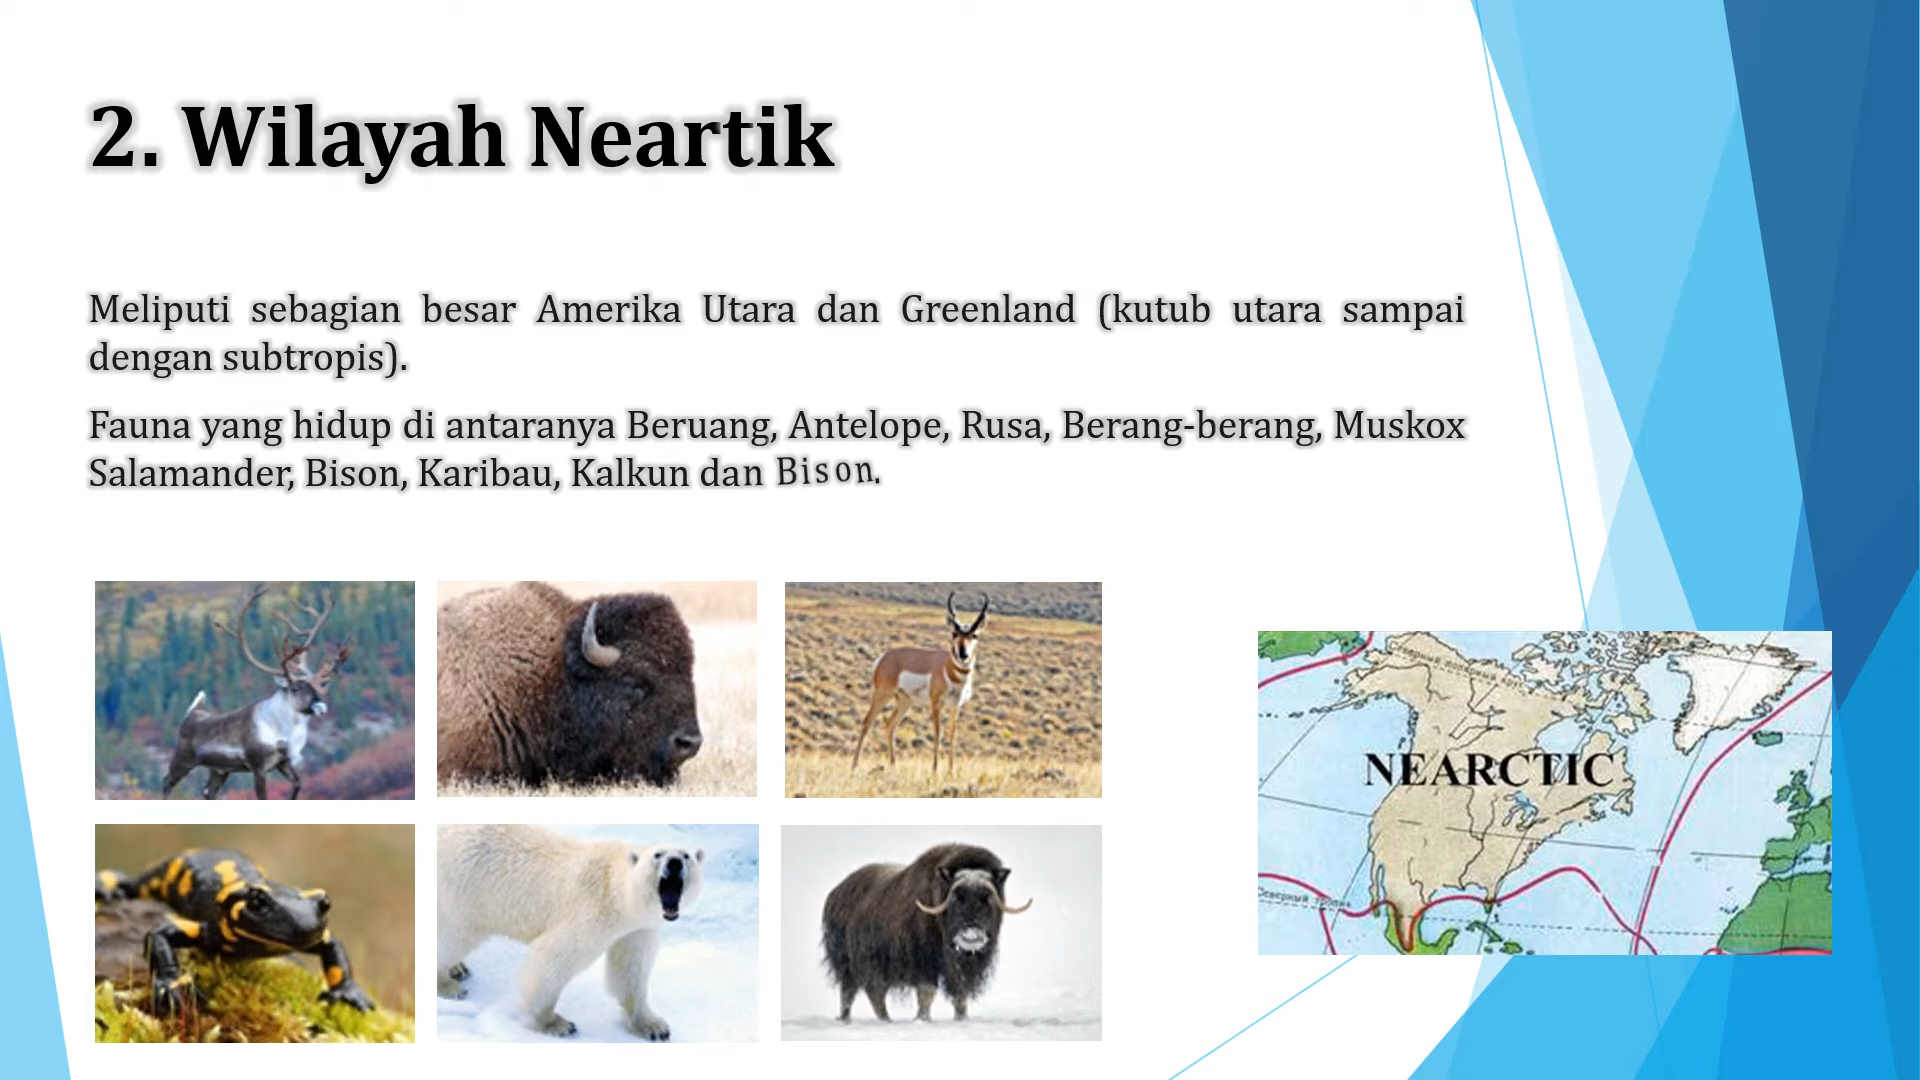 2. Wilayah Neartik
Meliputi sebagian besar Amerika Utara dan Greenland (kutub utara sampai
dengan subtropis).
Fauna yang hidup di antaranya Beruang, Antelope, Rusa, Berang-berang, Muskox
Salamander, Bison, Karibau, Kalkun dan Bison.
NEARCTIC